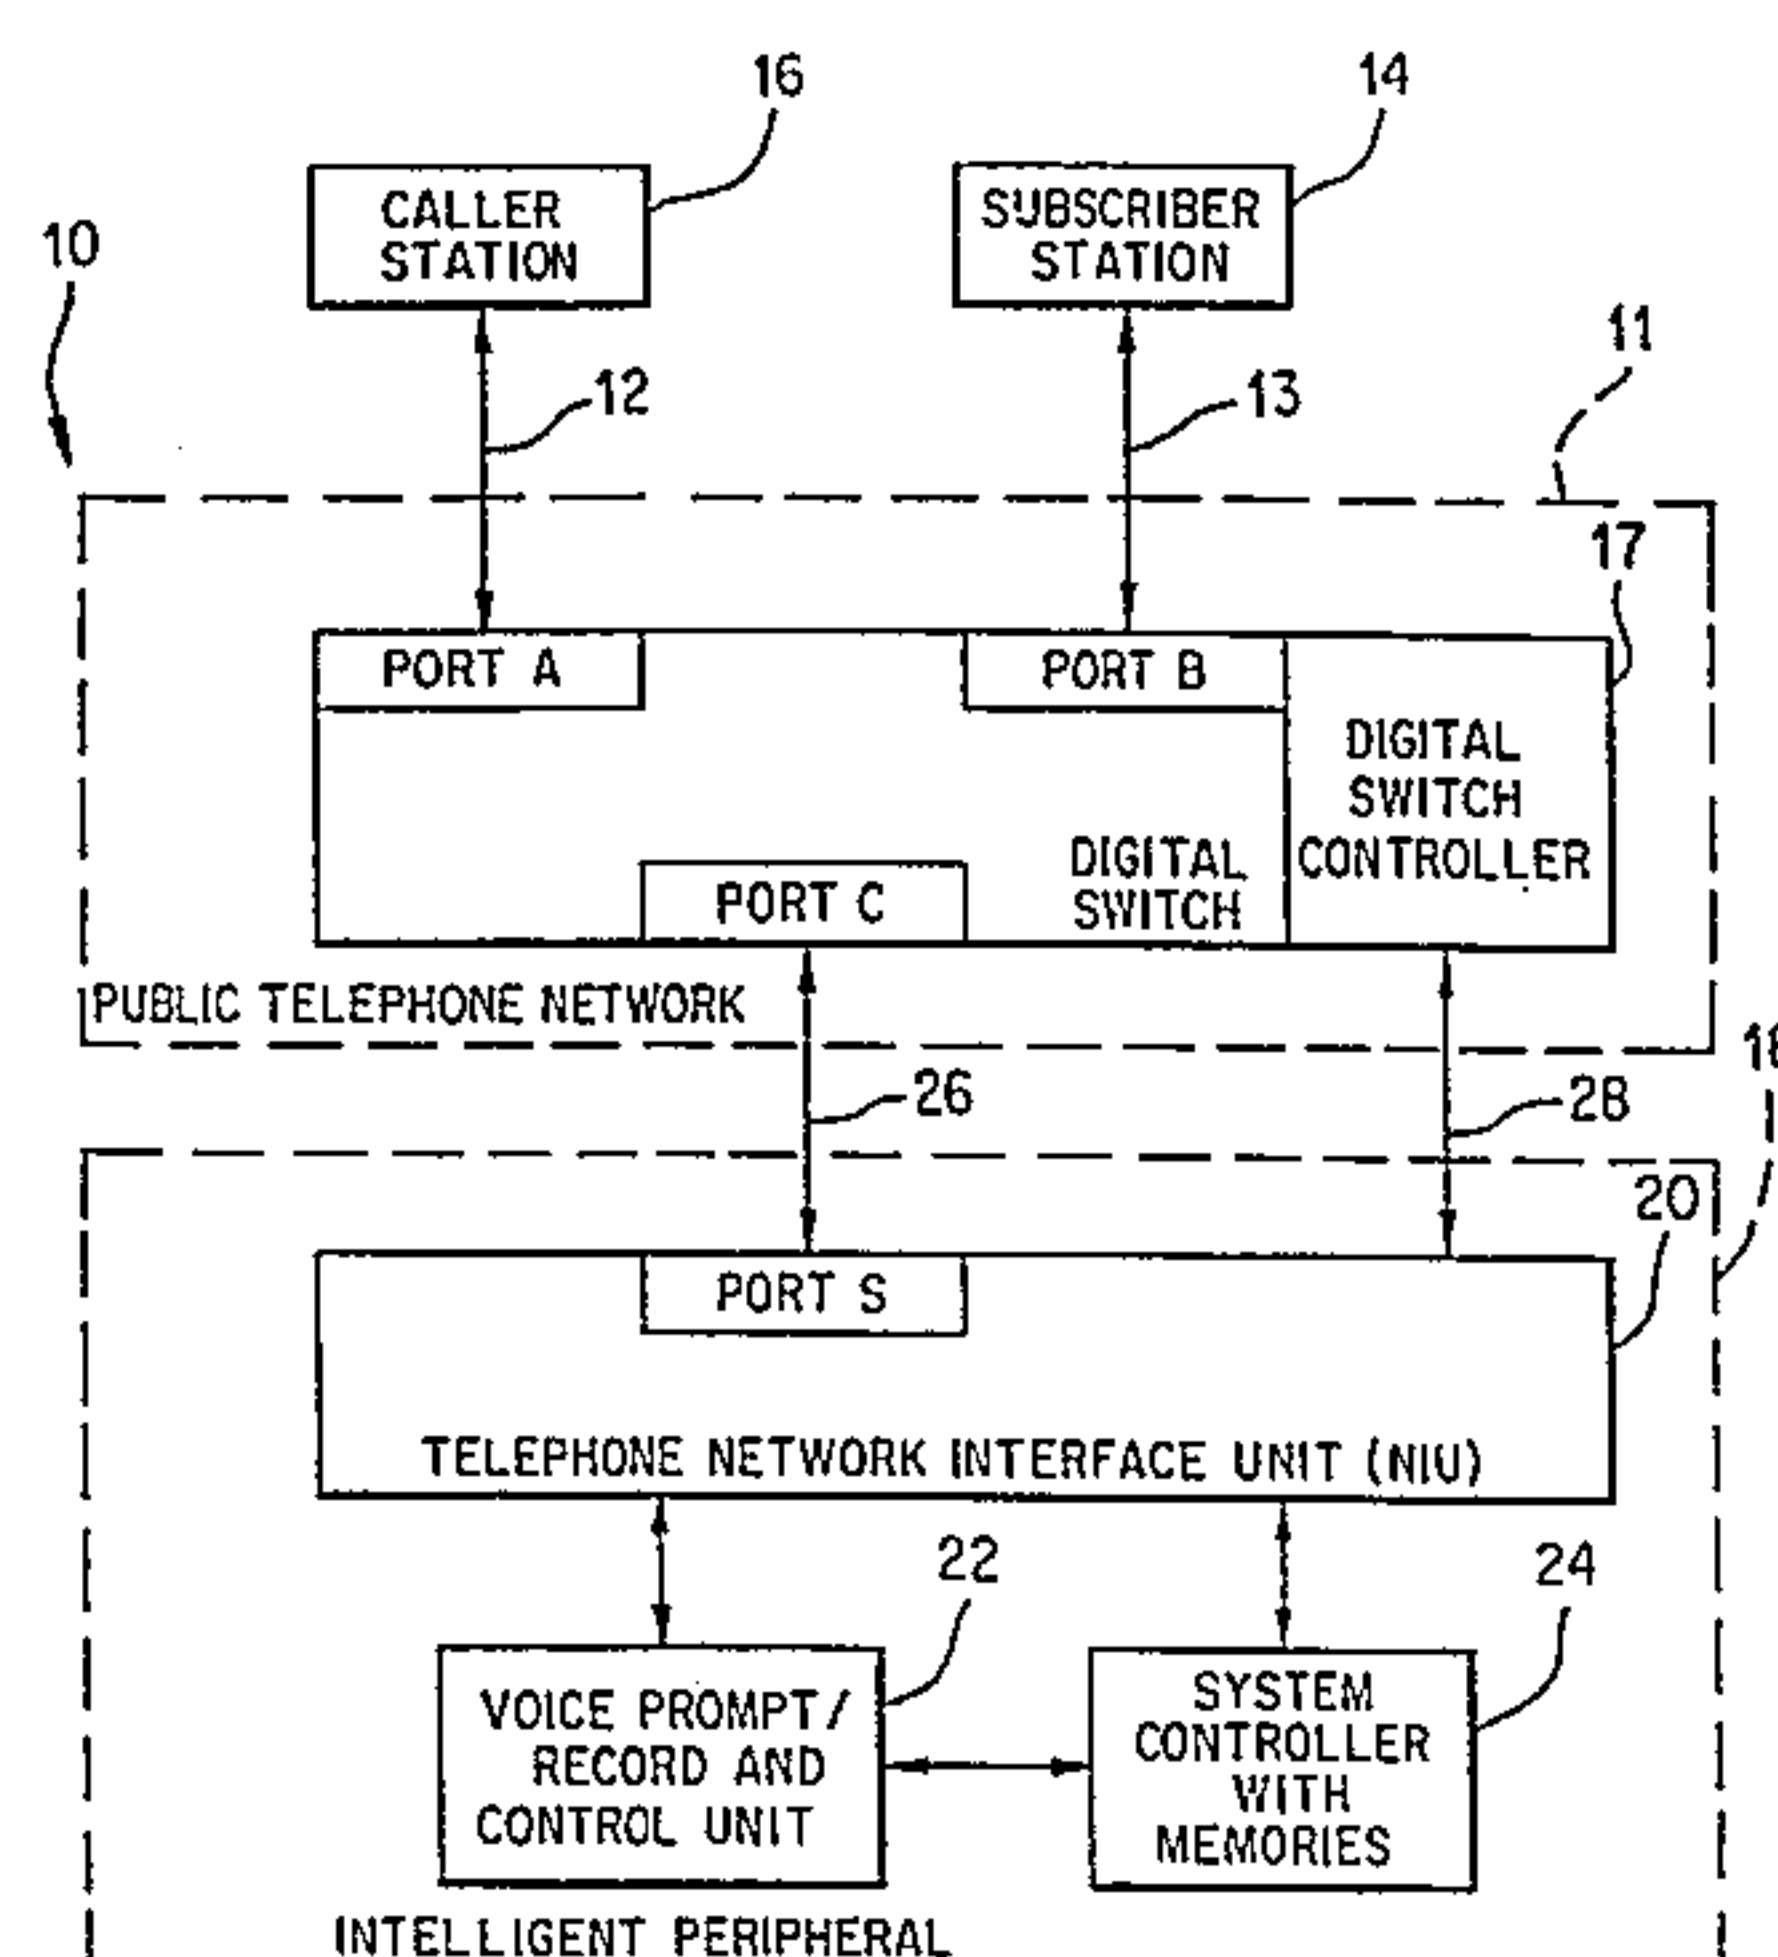 16
14
CALLER
STATION
SUBSCRIBER
STATION
10
11
12
13
17
PORT A
PORT B
DIGITAL
SWITCH
CONTROLLER
DIGITAL
SWITCH
PORT C
PUBLIC TELEPHONE NETWORK
26
28
20
PORT S
TELEPHONE NETWORK INTERFACE UNIT (NIU)
22
24
VOICE PROMPT/
RECORD AND
CONTROL UNIT
SYSTEM
CONTROLLER
WITH
MEMORIES
INTELLIGENT PERIPHERAL